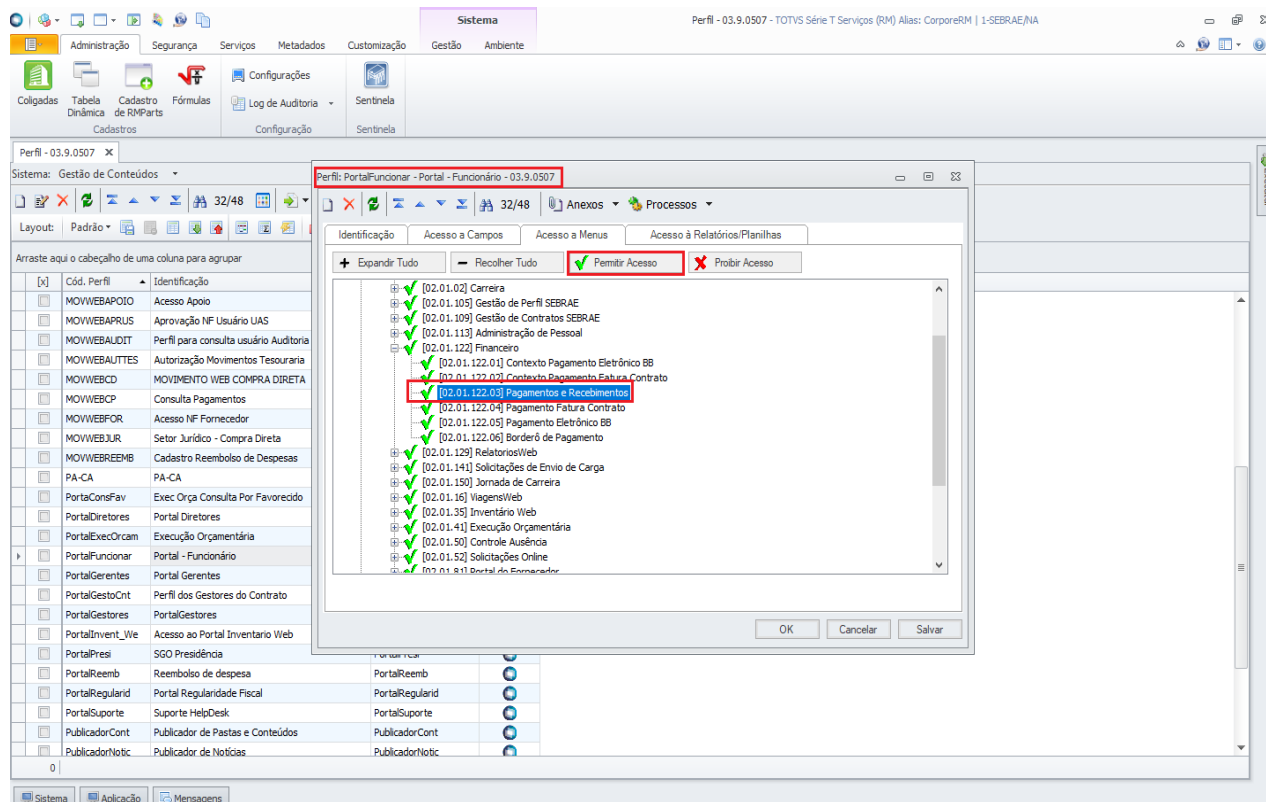 Sistema
Perfil - 03.9.0507 - TOTVS Série T Serviços (RM) Alias: CorporeRM | 1-SEBRAE/NA
Administração Segurança Serviços Metadados Customização Gestão Ambiente
Coligadas
Tabela Dinâmica
Cadastro de RMParts
Fórmulas
Configurações
Log de Auditoria
Sentinela
Cadastros Configuração Sentinela
Perfil - 03.9.0507
Sistema: Gestão de Conteúdos
32/48
Layout: Padrão
Arraste aqui o cabeçalho de uma coluna para agrupar
[x] Cód. Perfil Identificação
MOVWEBAPOIO Acesso Apoio
MOVWEBAPRUS Aprovação NF Usuário UAS
MOVWEBAUDIT Perfil para consulta usuário Auditoria
MOVWEBAUTTES Autorização Movimentos Tesouraria
MOVWEBCD MOVIMENTO WEB COMPRA DIRETA
MOVWEBCP Consulta Pagamentos
MOVWEBFOR Acesso NF Fornecedor
MOVWEBJUR Setor Jurídico - Compra Direta
MOVWEBREEMB Cadastro Reembolso de Despesas
PA-CA PA-CA
PortaConsFav Exec Orça Consulta Por Favorecido
PortalDiretores Portal Diretores
PortalExecOrcam Execução Orçamentária
PortalFuncionar Portal - Funcionário
PortalGerentes Portal Gerentes
PortalGestoCnt Perfil dos Gestores do Contrato
PortalGestores PortalGestores
PortalInvent_We Acesso ao Portal Inventario Web
PortalPresi SGO Presidência PortalPresi
PortalReemb Reembolso de despesa PortalReemb
PortalRegularid Portal Regularidade Fiscal PortalRegularid
PortalSuporte Suporte HelpDesk PortalSuporte
PublicadorCont Publicador de Pastas e Conteúdos PublicadorCont
PublicadorNotic Publicador de Notícias PublicadorNotic
0
Sistema Aplicação Mensagens
Perfil: PortalFuncionar - Portal - Funcionário - 03.9.0507
32/48 Anexos Processos
Identificação Acesso a Campos Acesso a Menus Acesso à Relatórios/Planilhas
Expandir Tudo Recolher Tudo Permitir Acesso Proibir Acesso
[02.01.02] Carreira
[02.01.105] Gestão de Perfil SEBRAE
[02.01.109] Gestão de Contratos SEBRAE
[02.01.113] Administração de Pessoal
[02.01.122] Financeiro
[02.01.122.01] Contexto Pagamento Eletrônico BB
[02.01.122.02] Contexto Pagamento Fatura Contrato
[02.01.122.03] Pagamentos e Recebimentos
[02.01.122.04] Pagamento Fatura Contrato
[02.01.122.05] Pagamento Eletrônico BB
[02.01.122.06] Borderô de Pagamento
[02.01.129] RelatoriosWeb
[02.01.141] Solicitações de Envio de Carga
[02.01.150] Jornada de Carreira
[02.01.16] ViagensWeb
[02.01.35] Inventário Web
[02.01.41] Execução Orçamentária
[02.01.50] Controle Ausência
[02.01.52] Solicitações Online
[02.01.81] Portal do Fornecedor
OK Cancelar Salvar